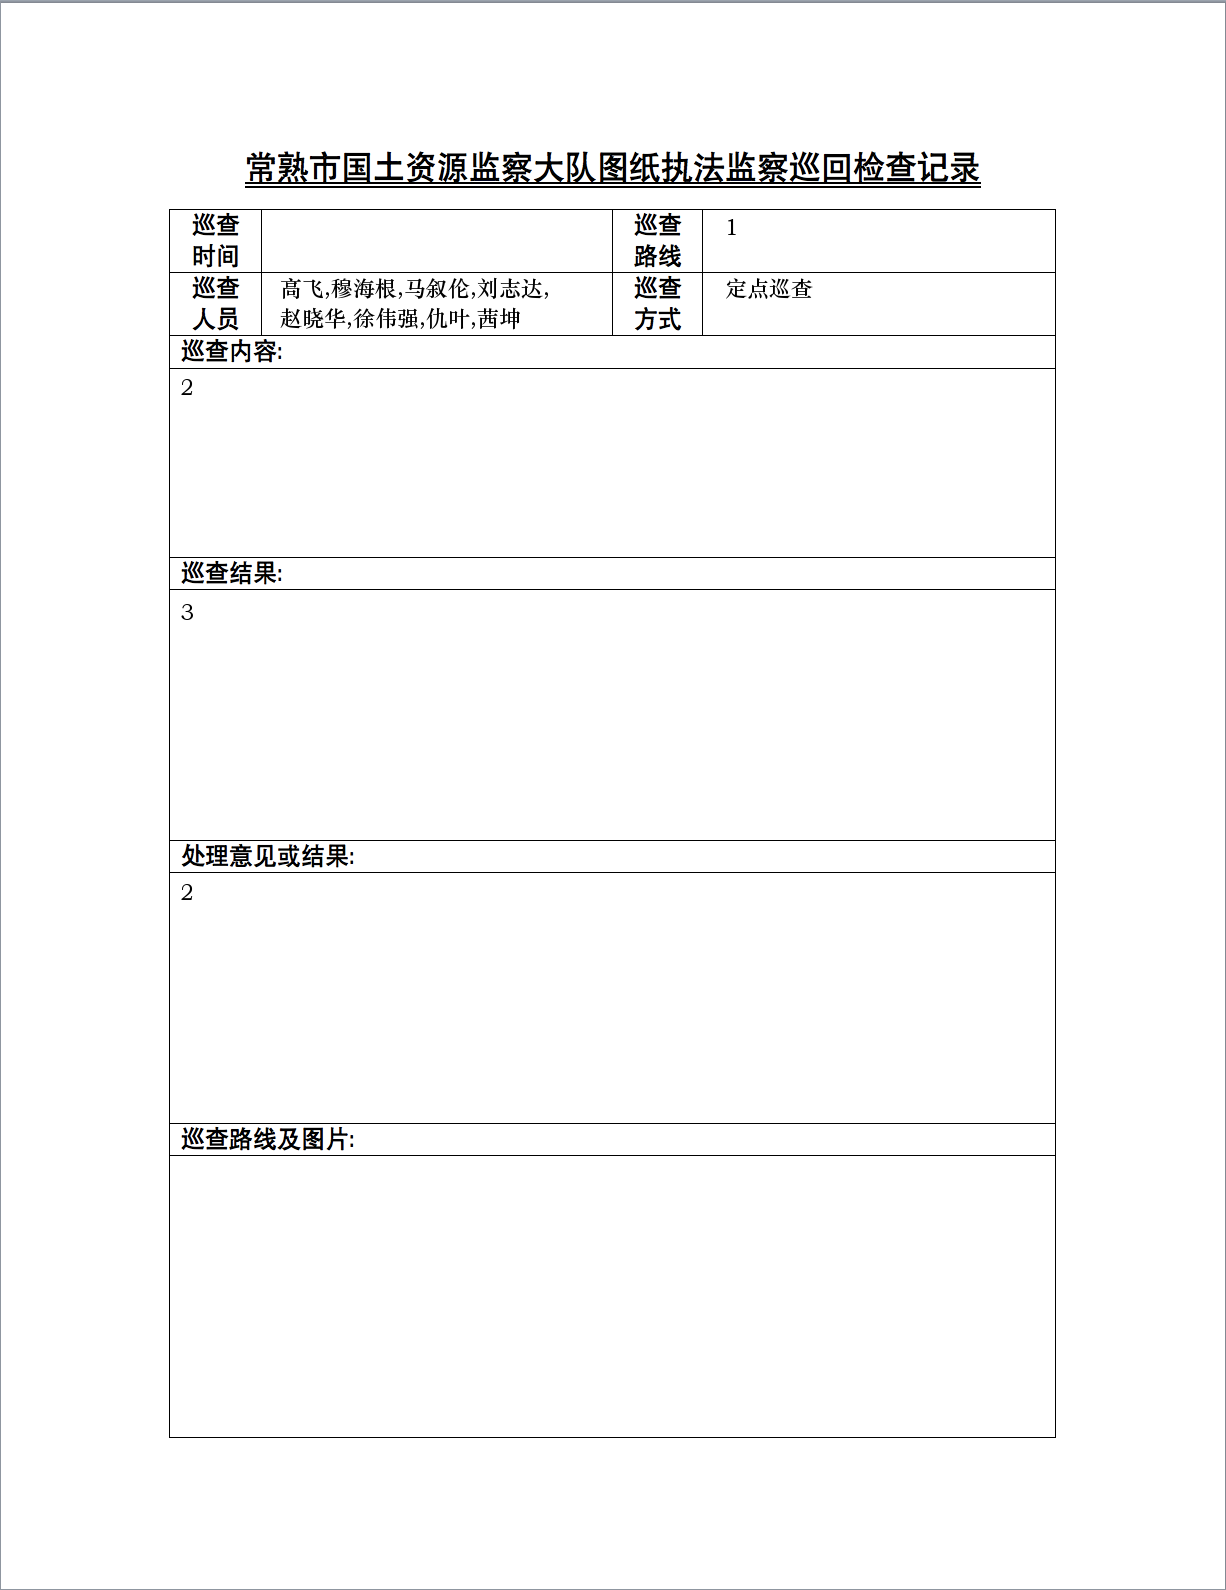 常熟市国土资源监察大队图纸执法监察巡回检查记录
巡查
时间
巡查
路线
1
巡查
人员
高飞,穆海根,马叙伦,刘志达,
赵晓华,徐伟强,仇叶,茜坤
巡查
方式
定点巡查
巡查内容:
2
巡查结果:
3
处理意见或结果:
2
巡查路线及图片: